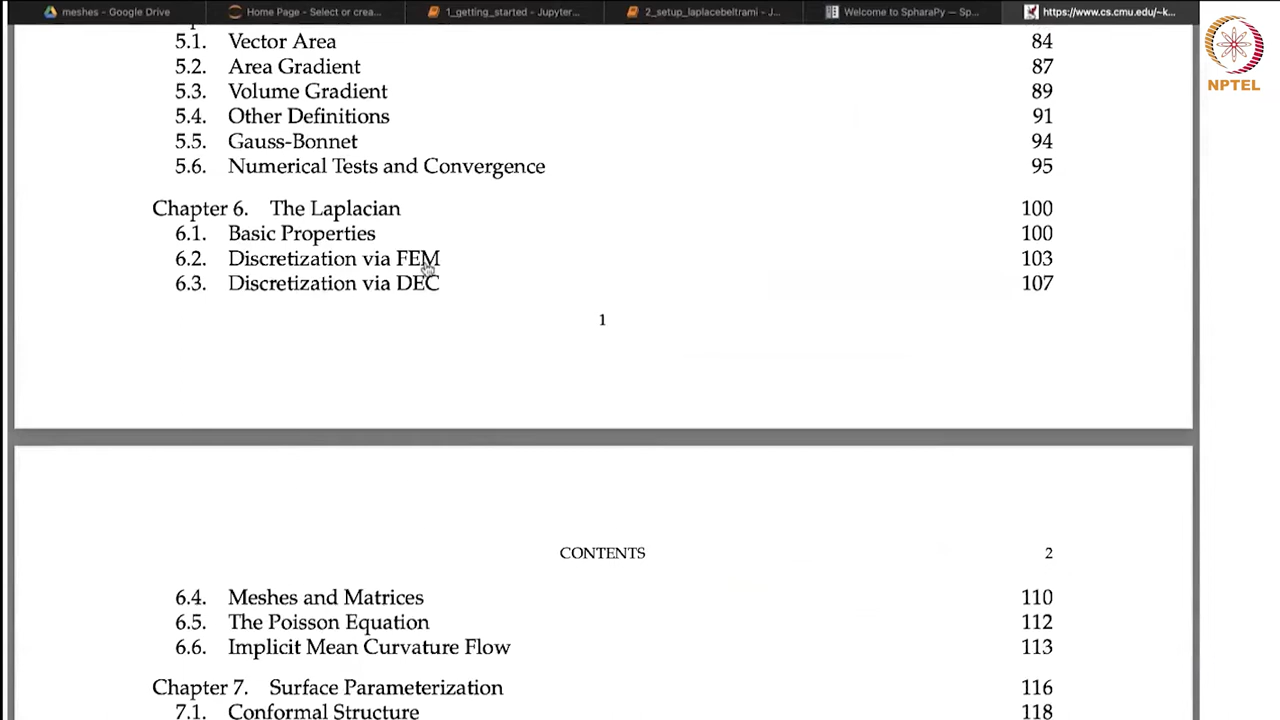 meshes - Google Drive
Home Page - Select or crea...
1_getting_started - Jupyter...
2_setup_laplacebeltrami - J...
Welcome to SpharaPy — Sp...
https://www.cs.cmu.edu/~k...
NPTEL
5.1. Vector Area 84
5.2. Area Gradient 87
5.3. Volume Gradient 89
5.4. Other Definitions 91
5.5. Gauss-Bonnet 94
5.6. Numerical Tests and Convergence 95
Chapter 6. The Laplacian 100
6.1. Basic Properties 100
6.2. Discretization via FEM 103
6.3. Discretization via DEC 107
1
CONTENTS 2
6.4. Meshes and Matrices 110
6.5. The Poisson Equation 112
6.6. Implicit Mean Curvature Flow 113
Chapter 7. Surface Parameterization 116
7.1. Conformal Structure 118